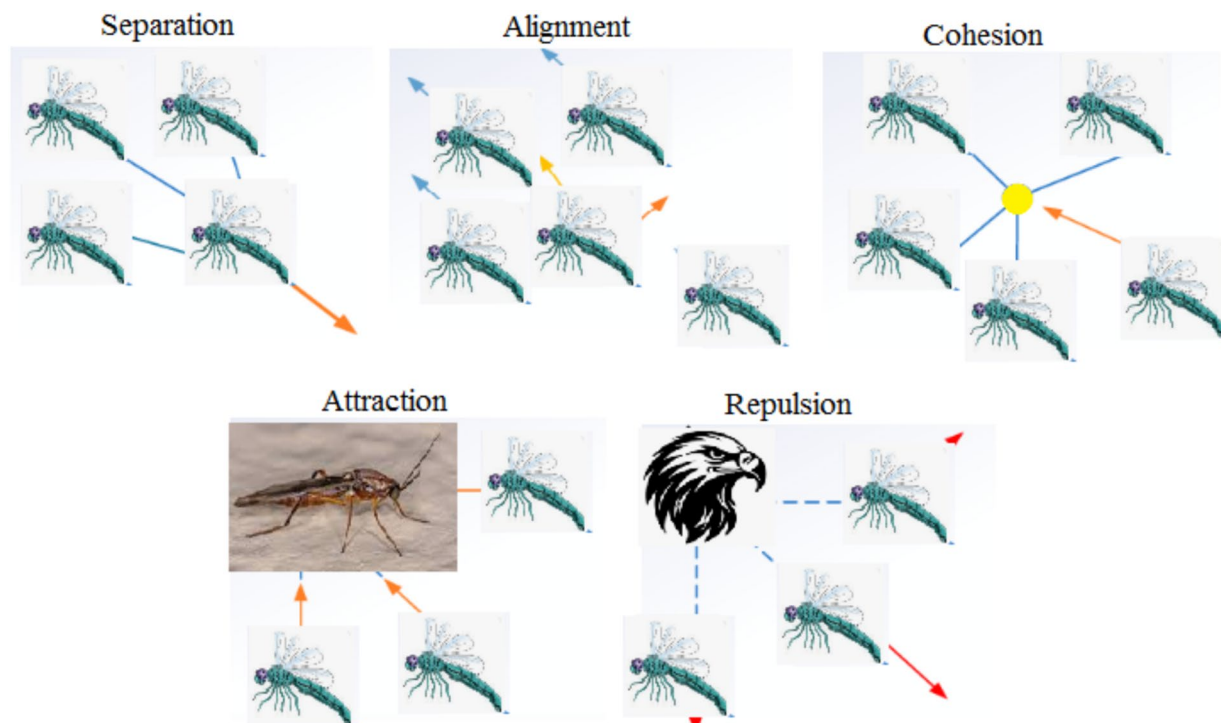 Separation
Alignment
Cohesion
Attraction
Repulsion